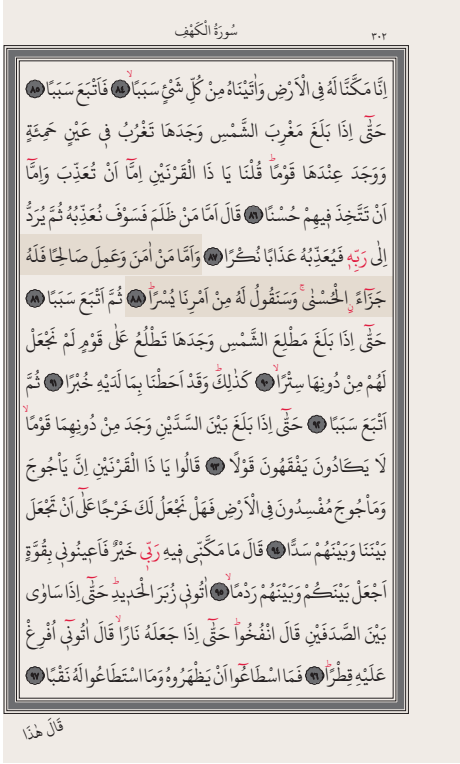 سُورَةُ الْكَهْفِ
٣٠٢
اِنَّا مَكَّنَّا لَهُ فِي الْاَرْضِ وَاٰتَيْنَاهُ مِنْ كُلِّ شَيْءٍ سَبَبًاۙ ﴿٨٤﴾ فَاَتْبَعَ سَبَبًا ﴿٨٥﴾
حَتّٰٓى اِذَا بَلَغَ مَغْرِبَ الشَّمْسِ وَجَدَهَا تَغْرُبُ ف۪ي عَيْنٍ حَمِئَةٍ
وَوَجَدَ عِنْدَهَا قَوْمًاۜ قُلْنَا يَا ذَا الْقَرْنَيْنِ اِمَّٓا اَنْ تُعَذِّبَ وَاِمَّٓا
اَنْ تَتَّخِذَ ف۪يهِمْ حُسْنًا ﴿٨٦﴾ قَالَ اَمَّا مَنْ ظَلَمَ فَسَوْفَ نُعَذِّبُهُ ثُمَّ يُرَدُّ
اِلٰى رَبِّه۪ فَيُعَذِّبُهُ عَذَابًا نُكْرًا ﴿٨٧﴾ وَاَمَّا مَنْ اٰمَنَ وَعَمِلَ صَالِحًا فَلَهُ
جَزَٓاءًۨ الْحُسْنٰىۚ وَسَنَقُولُ لَهُ مِنْ اَمْرِنَا يُسْرًاۜ ﴿٨٨﴾ ثُمَّ اَتْبَعَ سَبَبًا ﴿٨٩﴾
حَتّٰٓى اِذَا بَلَغَ مَطْلِعَ الشَّمْسِ وَجَدَهَا تَطْلُعُ عَلٰى قَوْمٍ لَمْ نَجْعَلْ
لَهُمْ مِنْ دُونِهَا سِتْرًاۙ ﴿٩٠﴾ كَذٰلِكَۜ وَقَدْ اَحَطْنَا بِمَا لَدَيْهِ خُبْرًا ﴿٩١﴾ ثُمَّ
اَتْبَعَ سَبَبًا ﴿٩٢﴾ حَتّٰٓى اِذَا بَلَغَ بَيْنَ السَّدَّيْنِ وَجَدَ مِنْ دُونِهِمَا قَوْمًاۙ
لَا يَكَادُونَ يَفْقَهُونَ قَوْلًا ﴿٩٣﴾ قَالُوا يَا ذَا الْقَرْنَيْنِ اِنَّ يَأْجُوجَ
وَمَأْجُوجَ مُفْسِدُونَ فِي الْاَرْضِ فَهَلْ نَجْعَلُ لَكَ خَرْجًا عَلٰٓى اَنْ تَجْعَلَ
بَيْنَنَا وَبَيْنَهُمْ سَدًّا ﴿٩٤﴾ قَالَ مَا مَكَّنّ۪ي ف۪يهِ رَبّ۪ي خَيْرٌ فَاَع۪ينُون۪ي بِقُوَّةٍ
اَجْعَلْ بَيْنَكُمْ وَبَيْنَهُمْ رَدْمًاۙ ﴿٩٥﴾ اٰتُون۪ي زُبَرَ الْحَد۪يدِۜ حَتّٰٓى اِذَا سَاوٰى
بَيْنَ الصَّدَفَيْنِ قَالَ انْفُخُواۜ حَتّٰٓى اِذَا جَعَلَهُ نَارًاۙ قَالَ اٰتُون۪ٓي اُفْرِغْ
عَلَيْهِ قِطْرًاۜ ﴿٩٦﴾ فَمَا اسْطَاعُٓوا اَنْ يَظْهَرُوهُ وَمَا اسْتَطَاعُوا لَهُ نَقْبًا ﴿٩٧﴾
قَالَ هٰذَا